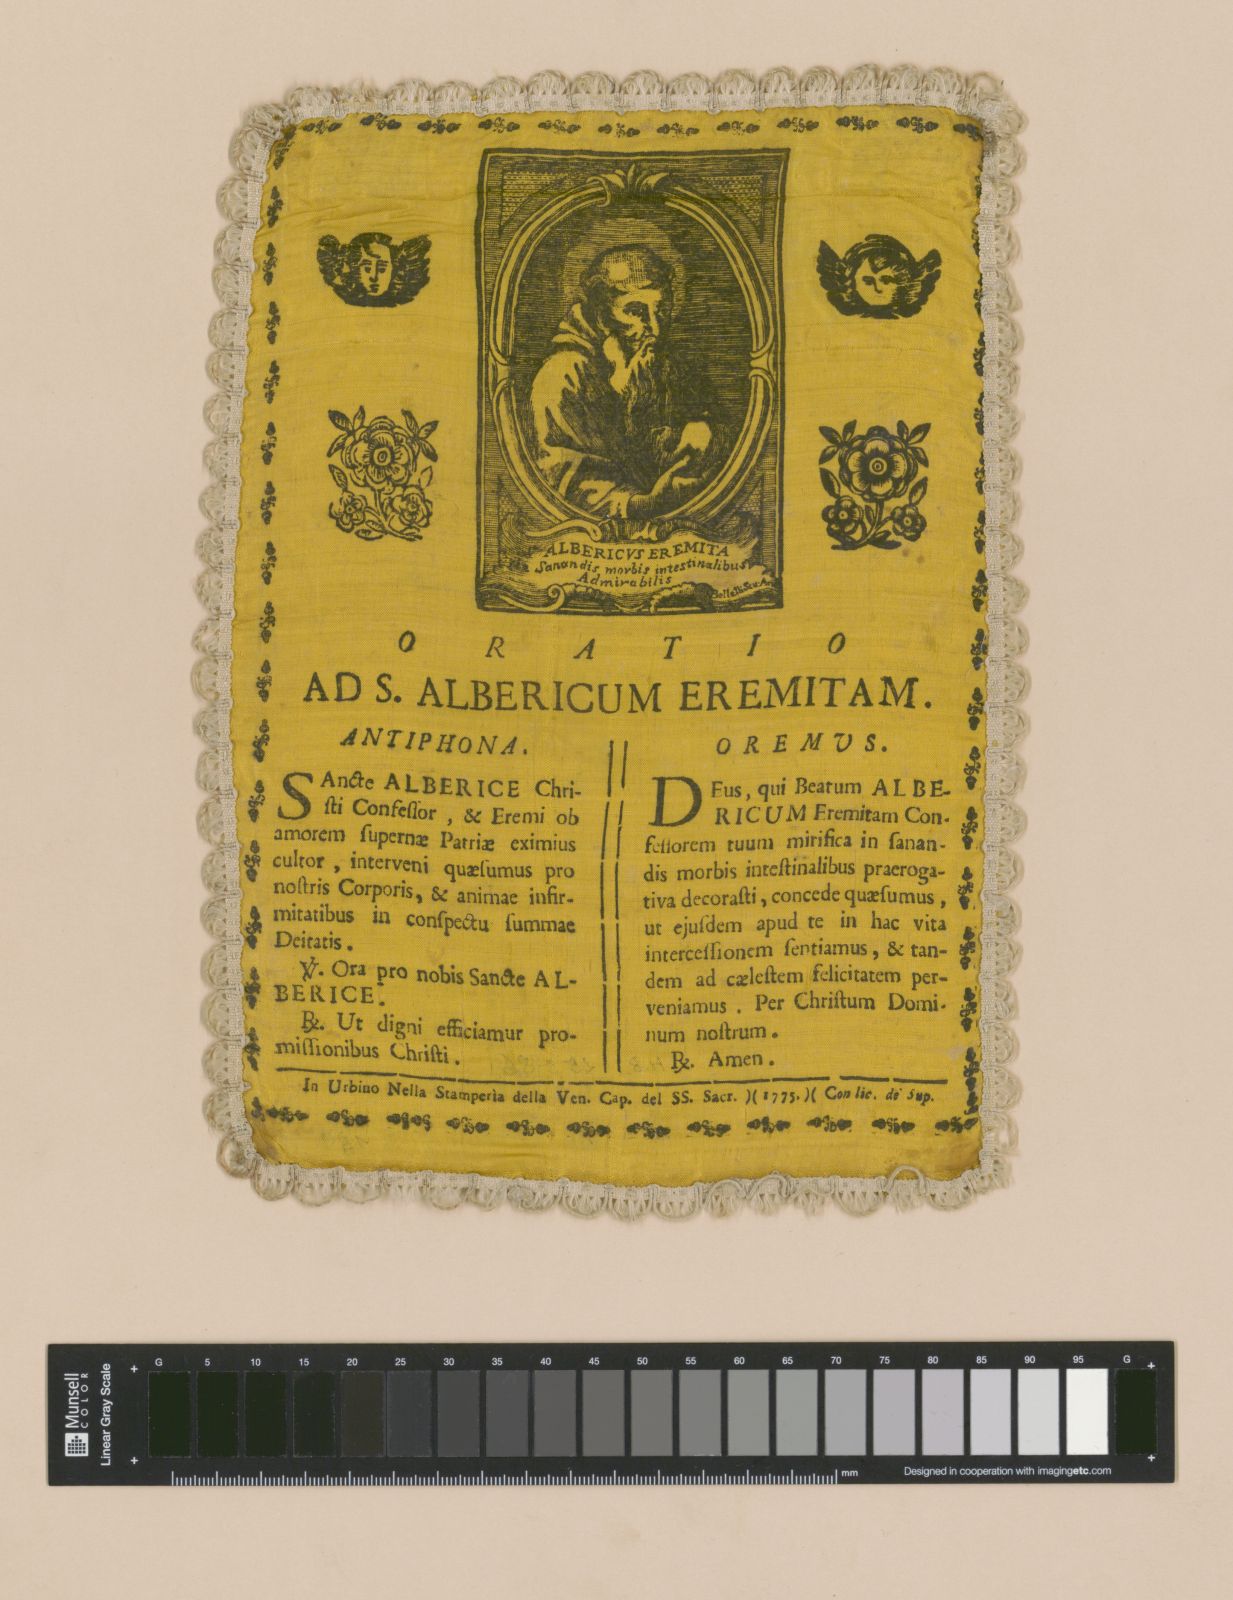 ALBERICVS EREMITA
Sanandis morbis intestinalibus
Admirabilis
O R A T I O
AD S. ALBERICUM EREMITAM.
ANTIPHONA.
SAncte ALBERICE Chri-
ſti Confeſſor, & Eremi ob
amorem ſupernæ Patriæ eximius
cultor, interveni quæſumus pro
noſtris Corporis, & animae infir-
mitatibus in conſpectu ſummae
Deitatis.
℣. Ora pro nobis Sancte AL-
BERICE.
℟. Ut digni efficiamur pro-
miſſionibus Chriſti.
OREMVS.
DEus, qui Beatum ALBE-
RICUM Eremitam Con-
feſſorem tuum mirifica in ſanan-
dis morbis inteſtinalibus praeroga-
tiva decoraſti, concede quæſumus,
ut ejuſdem apud te in hac vita
interceſſionem ſentiamus, & tan-
dem ad cæleſtem felicitatem per-
veniamus. Per Chriſtum Domi-
num noſtrum.
℟. Amen.
In Urbino Nella Stamperìa della Ven. Cap. del SS. Sacr. )( 1775. )( Con lic. de' Sup.
Munsell
COLOR
Linear Gray Scale
G 5 10 15 20 25 30 35 40 45 50 55 60 65 70 75 80 85 90 95 G
mm
Designed in cooperation with imagingetc.com